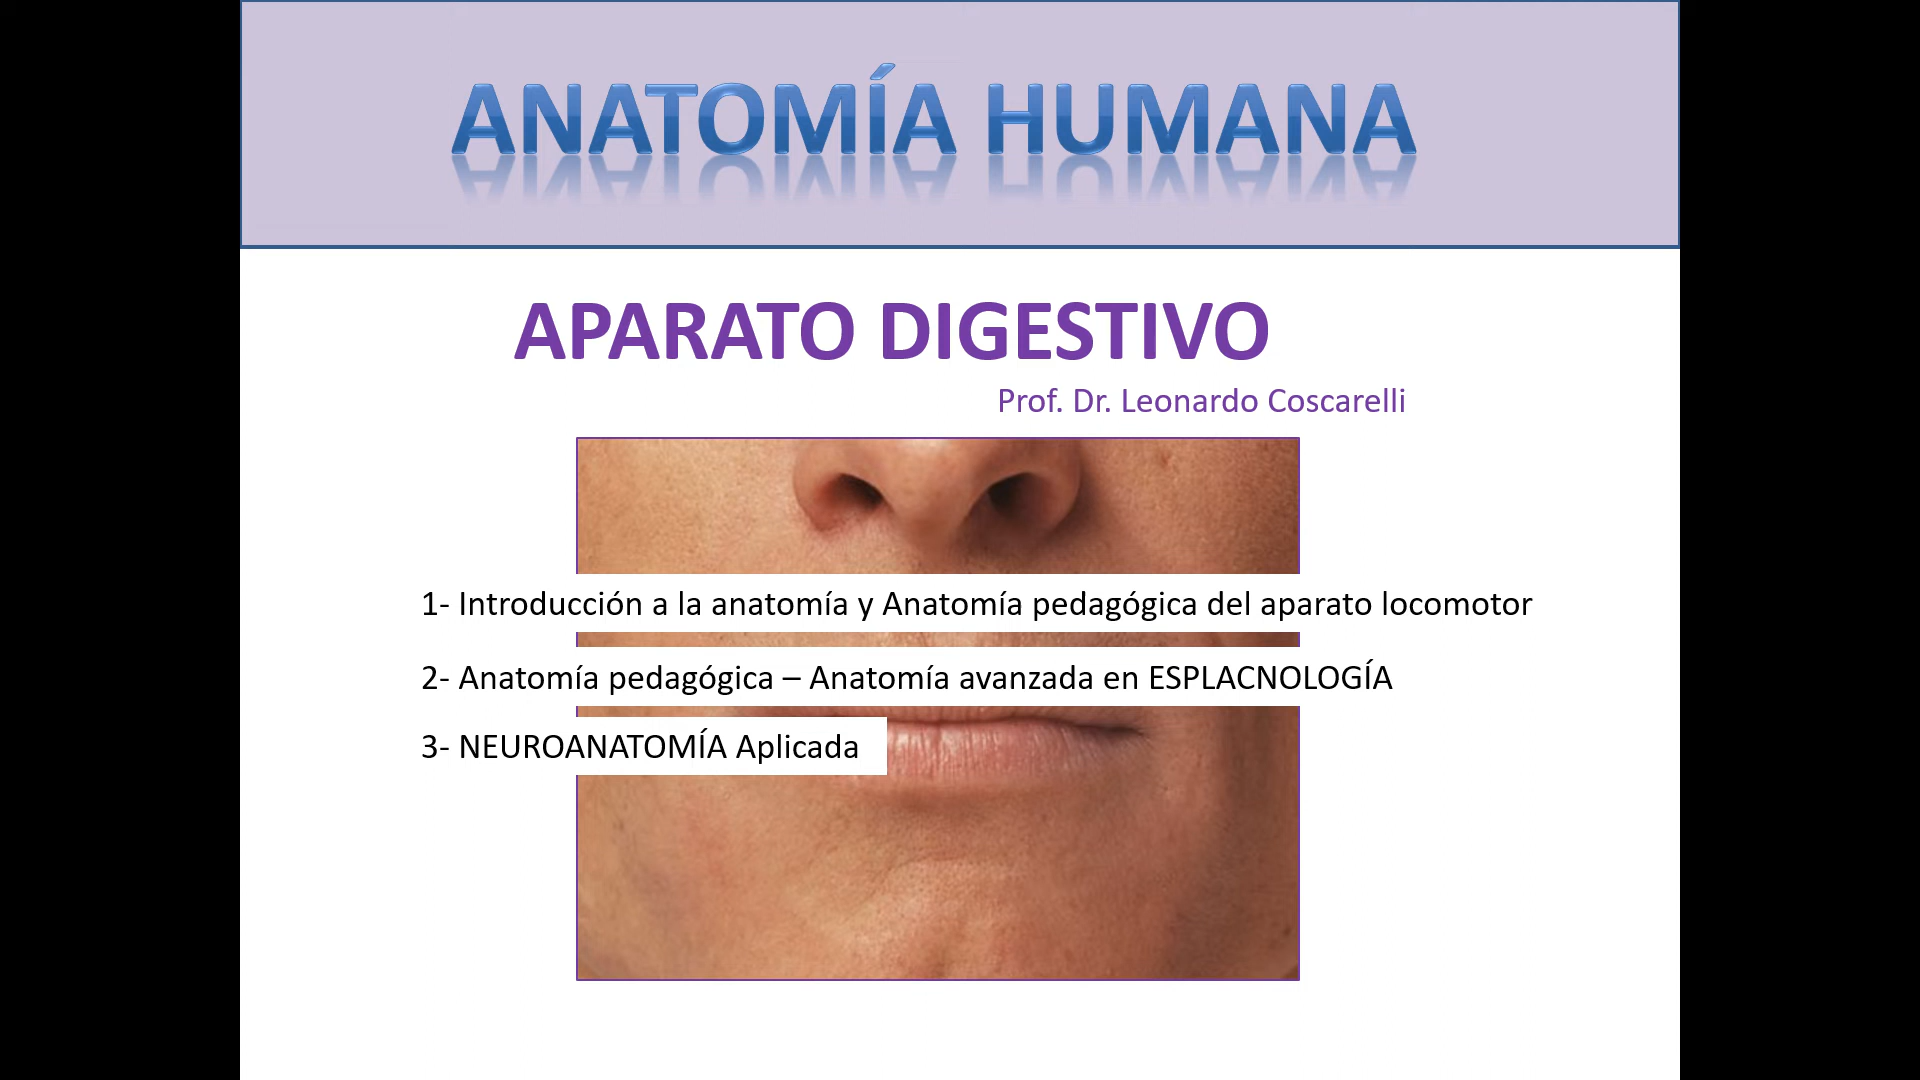 ANATOMÍA HUMANA
APARATO DIGESTIVO
Prof. Dr. Leonardo Coscarelli
1- Introducción a la anatomía y Anatomía pedagógica del aparato locomotor
2- Anatomía pedagógica – Anatomía avanzada en ESPLACNOLOGÍA
3- NEUROANATOMÍA Aplicada